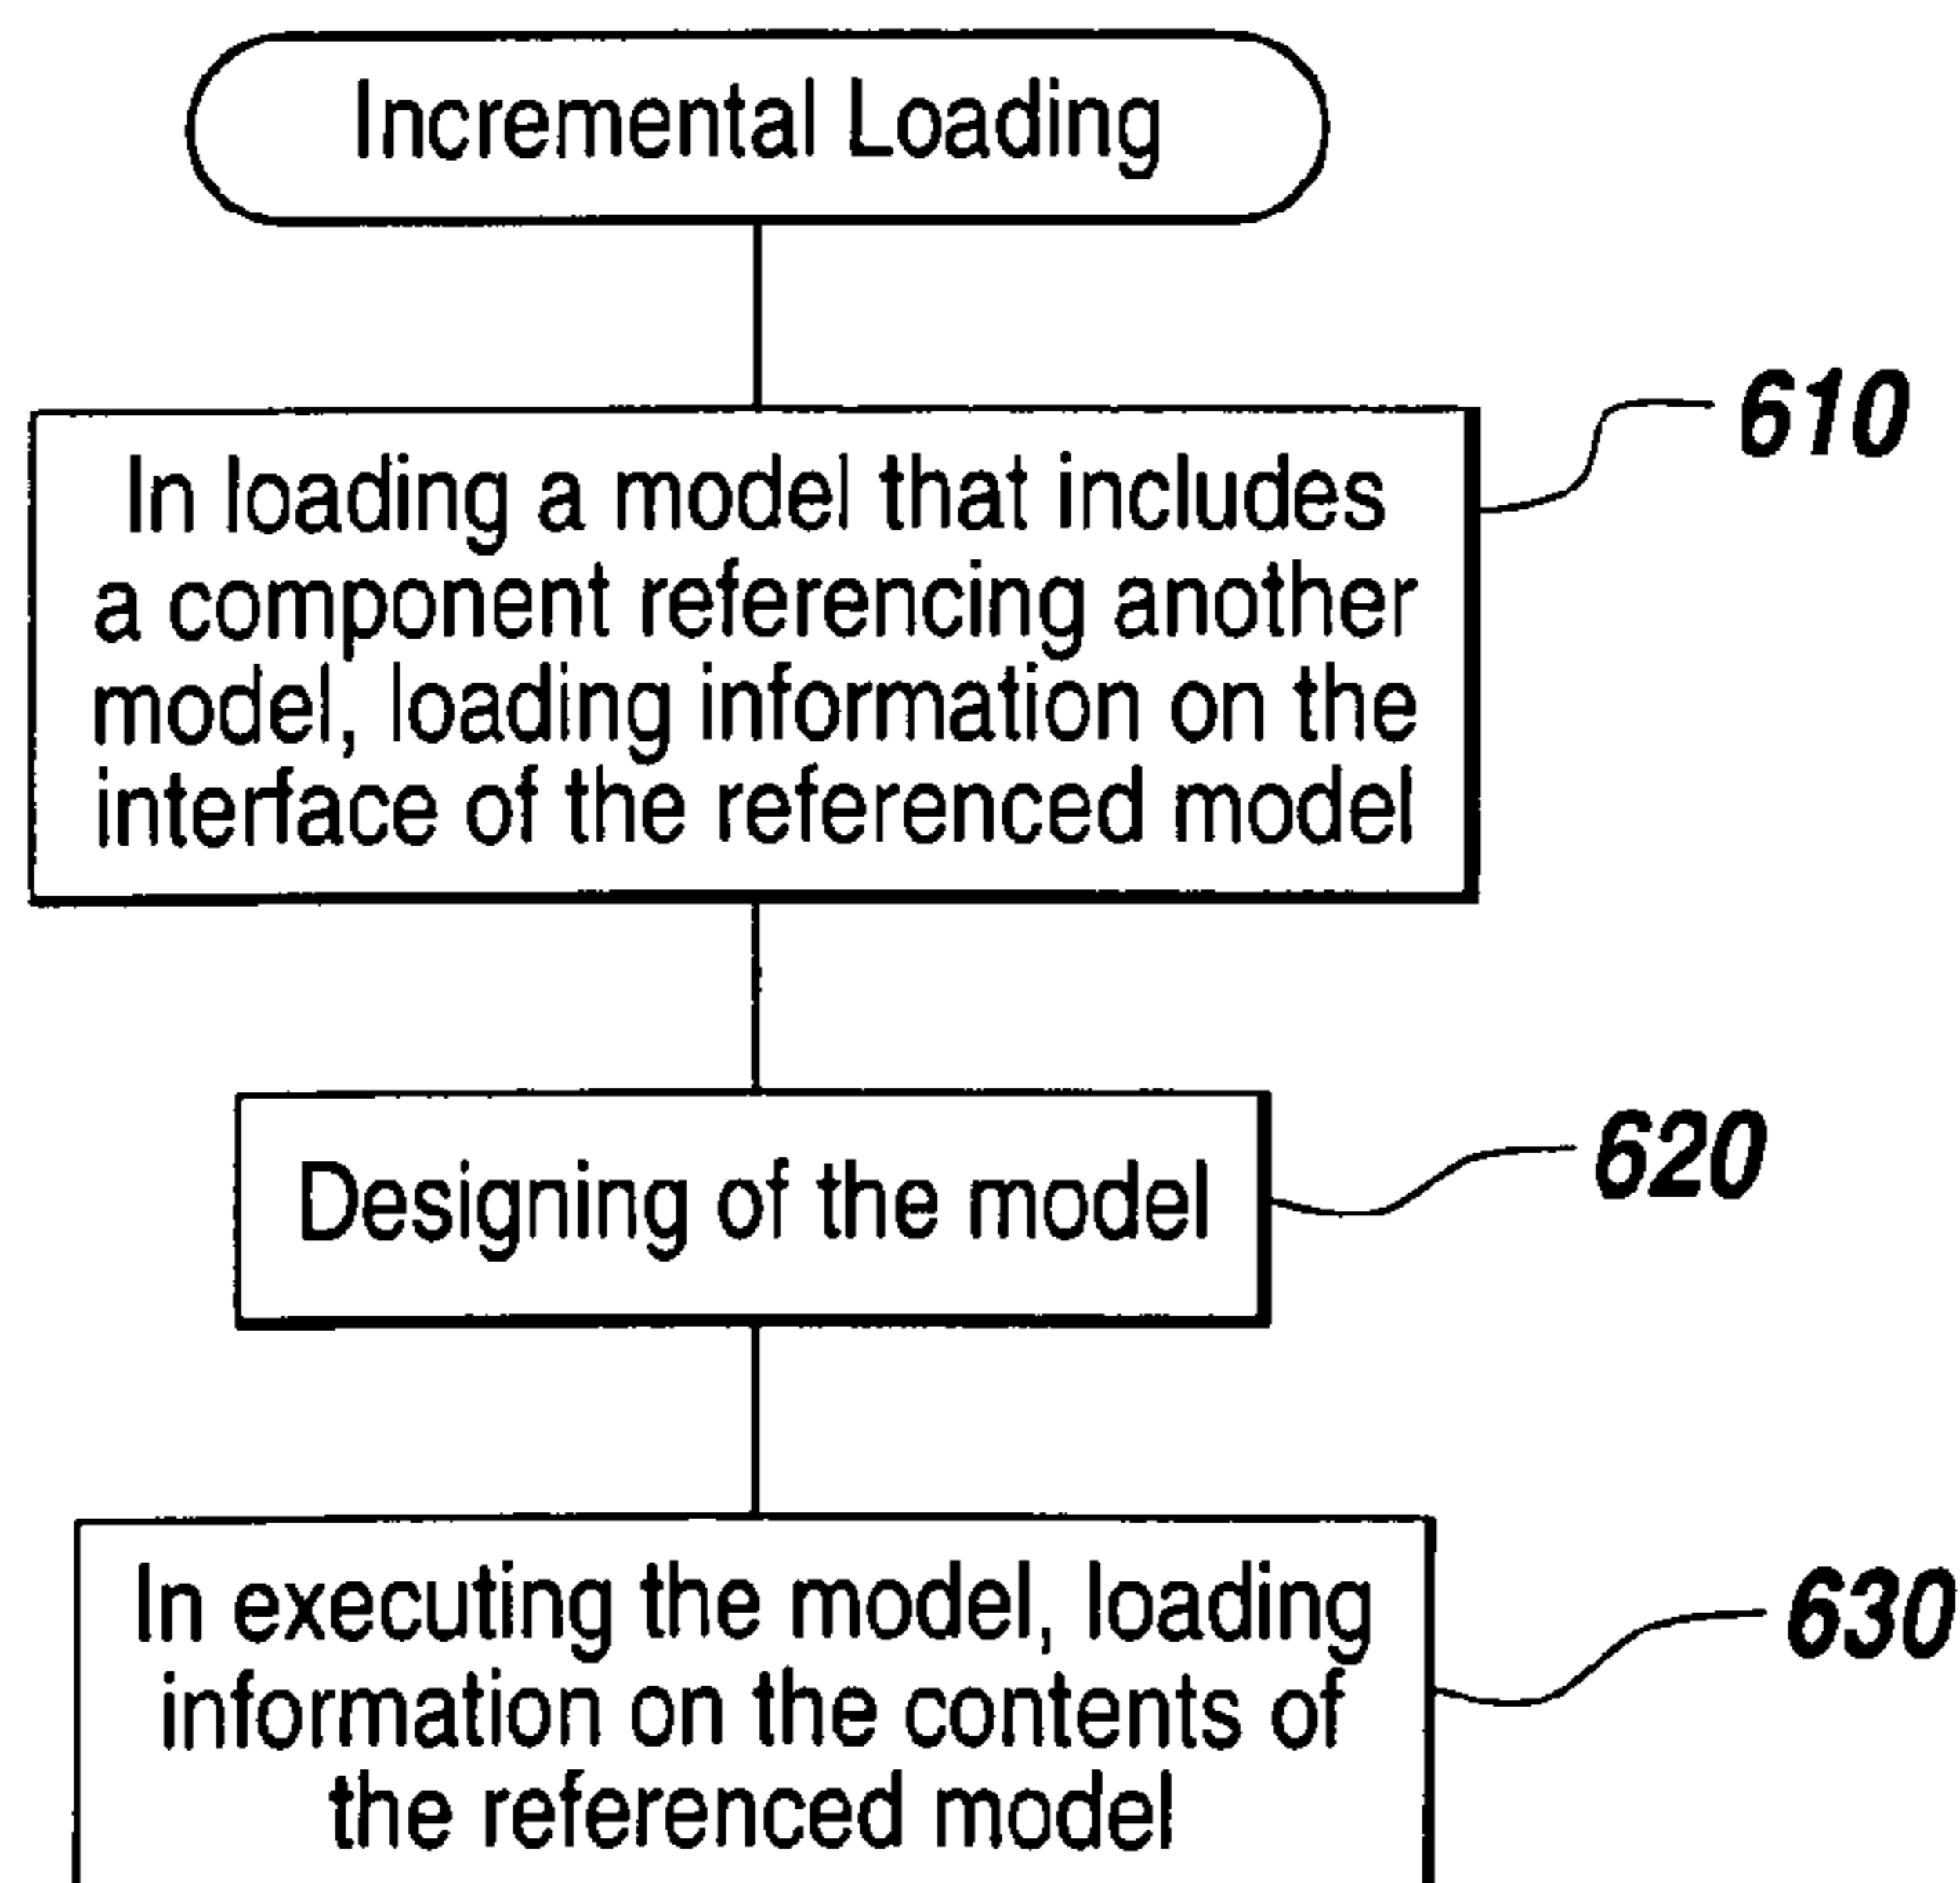 Incremental Loading
610
In loading a model that includes
a component referencing another
model, loading information on the
interface of the referenced model
620
Designing of the model
630
In executing the model, loading
information on the contents of
the referenced model